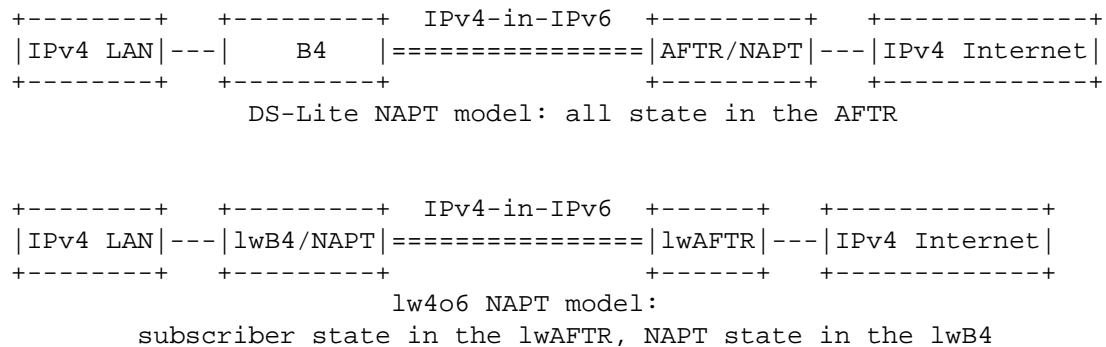 +--------+   +---------+  IPv4-in-IPv6  +---------+   +-------------+
|IPv4 LAN|---|    B4   |================|AFTR/NAPT|---|IPv4 Internet|
+--------+   +---------+                +---------+   +-------------+
DS-Lite NAPT model: all state in the AFTR
+--------+   +---------+  IPv4-in-IPv6  +------+   +-------------+
|IPv4 LAN|---|lwB4/NAPT|================|lwAFTR|---|IPv4 Internet|
+--------+   +---------+                +------+   +-------------+
lw4o6 NAPT model:
subscriber state in the lwAFTR, NAPT state in the lwB4